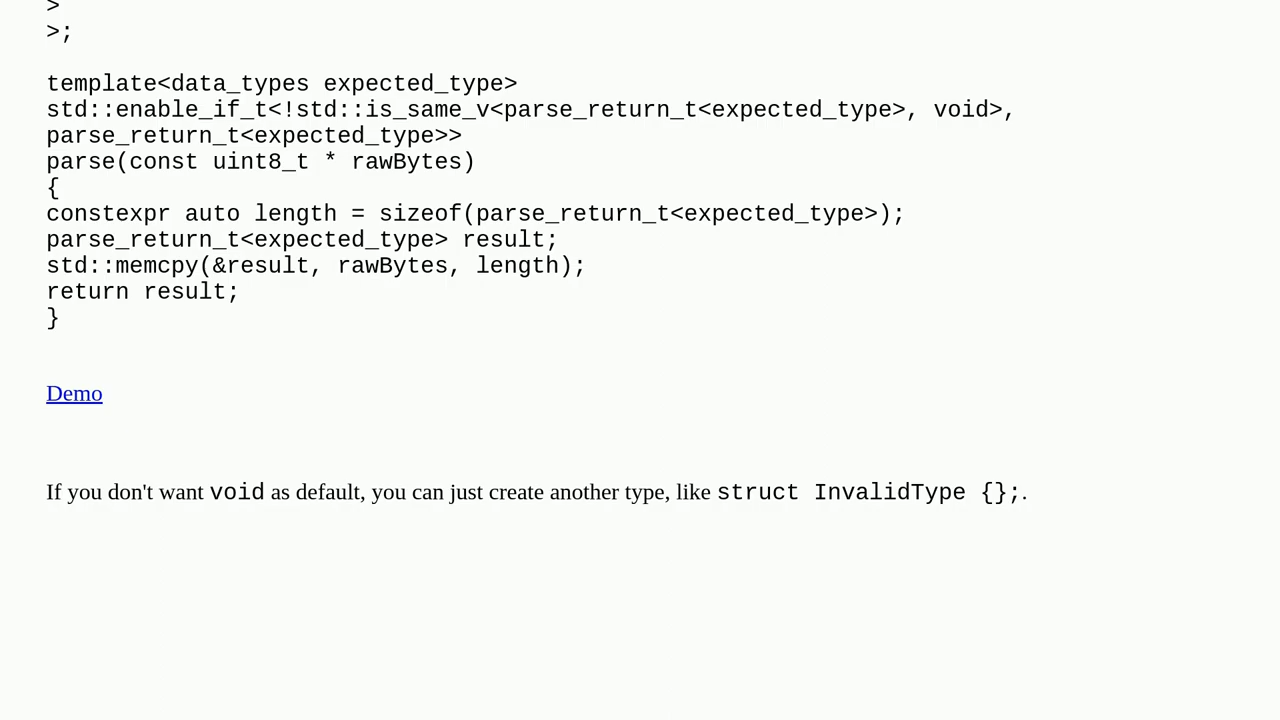 >
>;
template<data_types expected_type>
std::enable_if_t<!std::is_same_v<parse_return_t<expected_type>, void>,
parse_return_t<expected_type>>
parse(const uint8_t * rawBytes)
{
constexpr auto length = sizeof(parse_return_t<expected_type>);
parse_return_t<expected_type> result;
std::memcpy(&result, rawBytes, length);
return result;
}
Demo
If you don't want void as default, you can just create another type, like struct InvalidType {};.